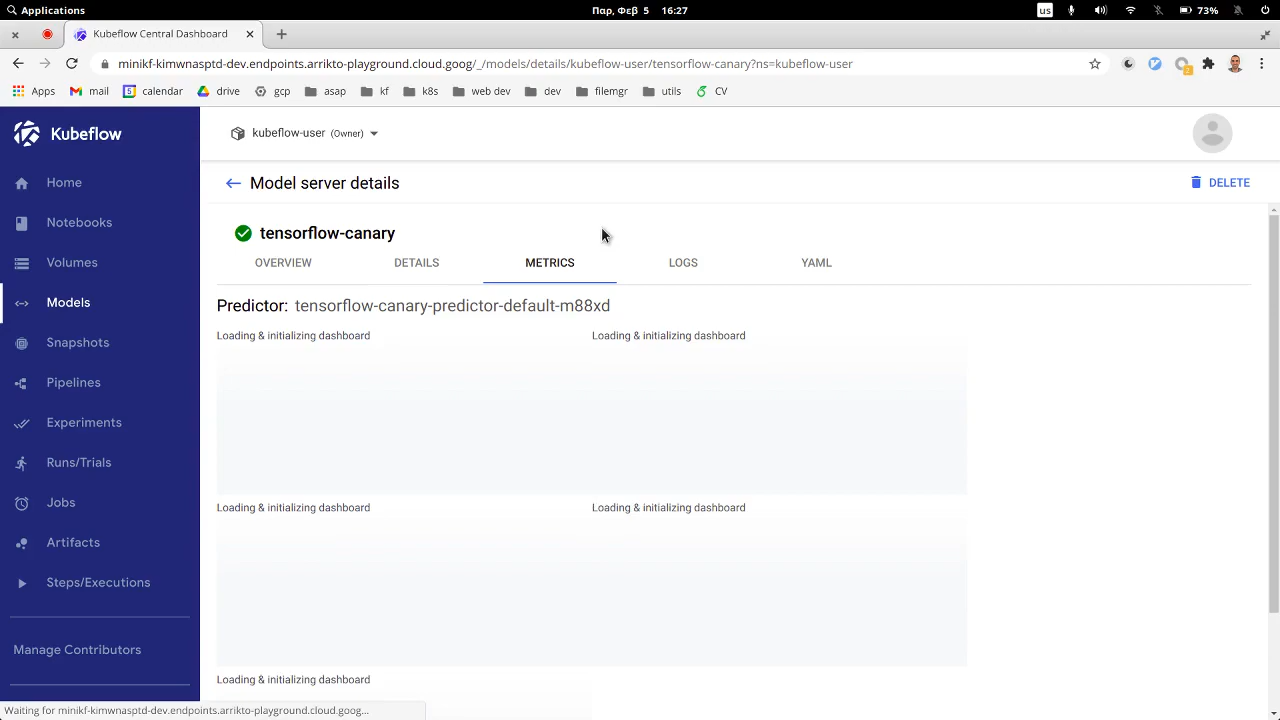 Applications
Παρ, Φεβ 5 16:27
us
73%
Kubeflow Central Dashboard
minikf-kimwnasptd-dev.endpoints.arrikto-playground.cloud.goog/_/models/details/kubeflow-user/tensorflow-canary?ns=kubeflow-user
2
Apps
mail
calendar
drive
gcp
asap
kf
k8s
web dev
dev
filemgr
utils
CV
Kubeflow
kubeflow-user (Owner)
Home
Model server details
DELETE
Notebooks
tensorflow-canary
Volumes
OVERVIEW
DETAILS
METRICS
LOGS
YAML
Models
Predictor: tensorflow-canary-predictor-default-m88xd
Loading & initializing dashboard
Loading & initializing dashboard
Snapshots
Pipelines
Experiments
Runs/Trials
Jobs
Loading & initializing dashboard
Loading & initializing dashboard
Artifacts
Steps/Executions
Manage Contributors
Loading & initializing dashboard
Waiting for minikf-kimwnasptd-dev.endpoints.arrikto-playground.cloud.goog...